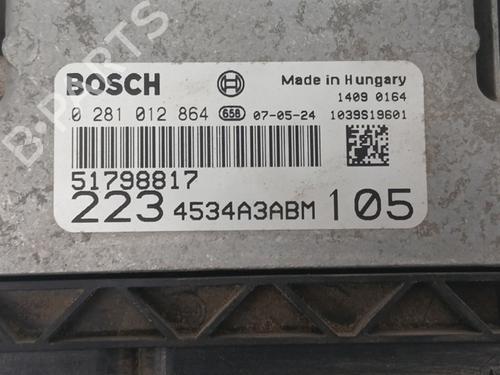 B-PARTS
BOSCH Made in Hungary
1409 0164
0 281 012 864 658 07-05-24 1039S19601
51798817
223 4534A3ABM 105